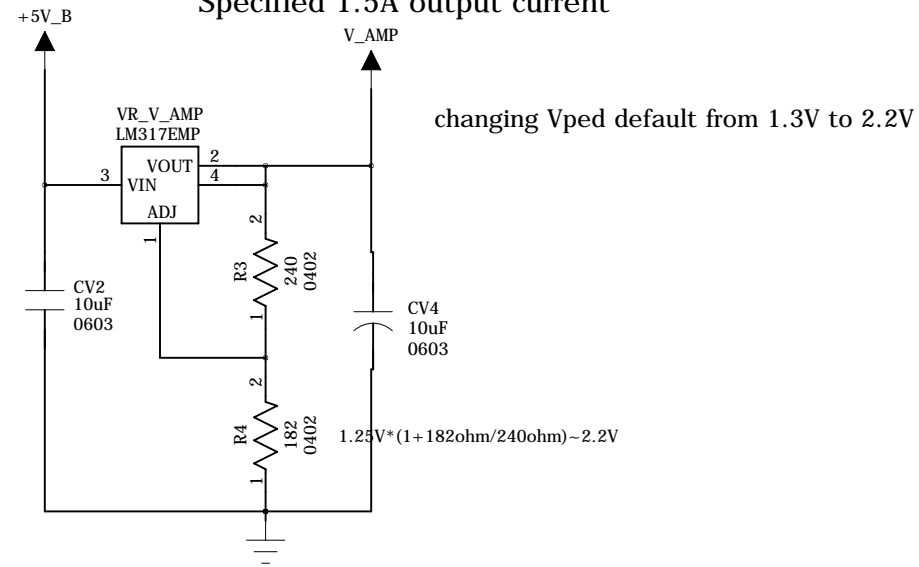 Specified 1.5A output current
+5V_B
V_AMP
changing Vped default from 1.3V to 2.2V
VR_V_AMP
LM317EMP
VOUT
2
3
VIN
4
ADJ
1
2
R3
240
0402
1
CV2
10uF
0603
CV4
10uF
0603
2
R4
182
0402
1
1.25V*(1+182ohm/240ohm)~2.2V